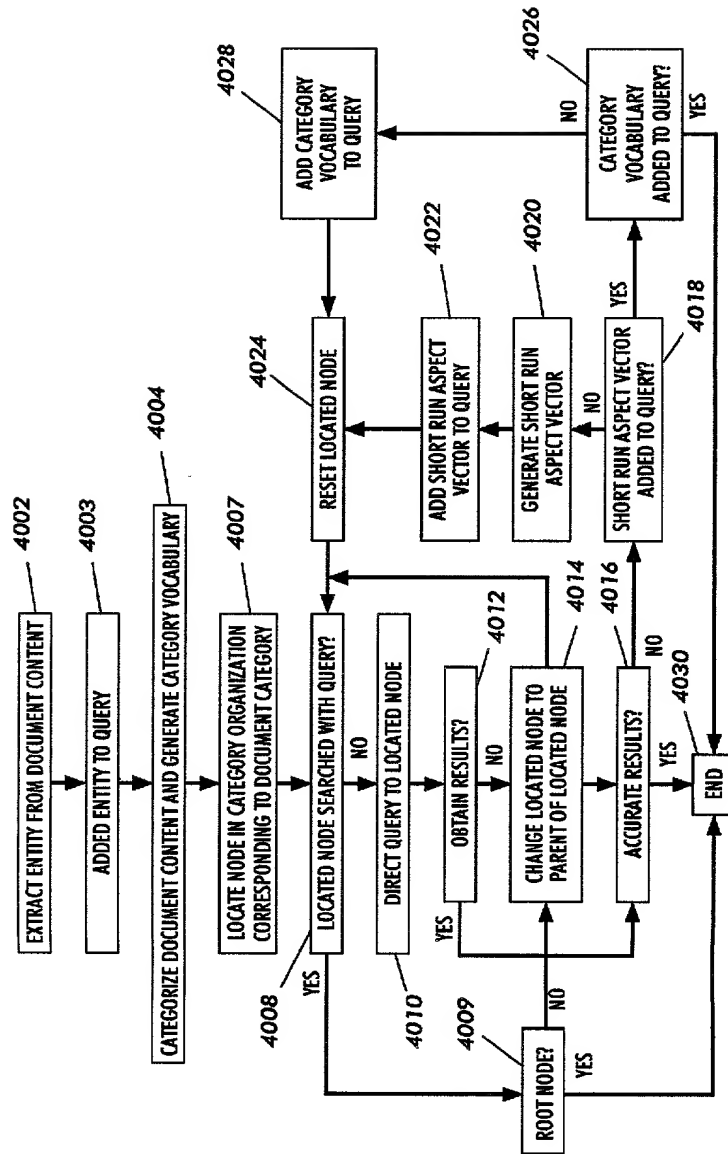 4002
EXTRACT ENTITY FROM DOCUMENT CONTENT
4003
ADDED ENTITY TO QUERY
4004
CATEGORIZE DOCUMENT CONTENT AND GENERATE CATEGORY VOCABULARY
4007
LOCATE NODE IN CATEGORY ORGANIZATION
CORRESPONDING TO DOCUMENT CATEGORY
4008
LOCATED NODE SEARCHED WITH QUERY?
YES
NO
4010
DIRECT QUERY TO LOCATED NODE
4009
ROOT NODE?
NO
YES
4012
OBTAIN RESULTS?
YES
NO
4014
CHANGE LOCATED NODE TO
PARENT OF LOCATED NODE
4016
ACCURATE RESULTS?
NO
YES
4030
END
4024
RESET LOCATED NODE
4022
ADD SHORT RUN ASPECT
VECTOR TO QUERY
4020
GENERATE SHORT RUN
ASPECT VECTOR
NO
4018
SHORT RUN ASPECT VECTOR
ADDED TO QUERY?
YES
4028
ADD CATEGORY
VOCABULARY
TO QUERY
4026
CATEGORY
VOCABULARY
ADDED TO QUERY?
NO
YES